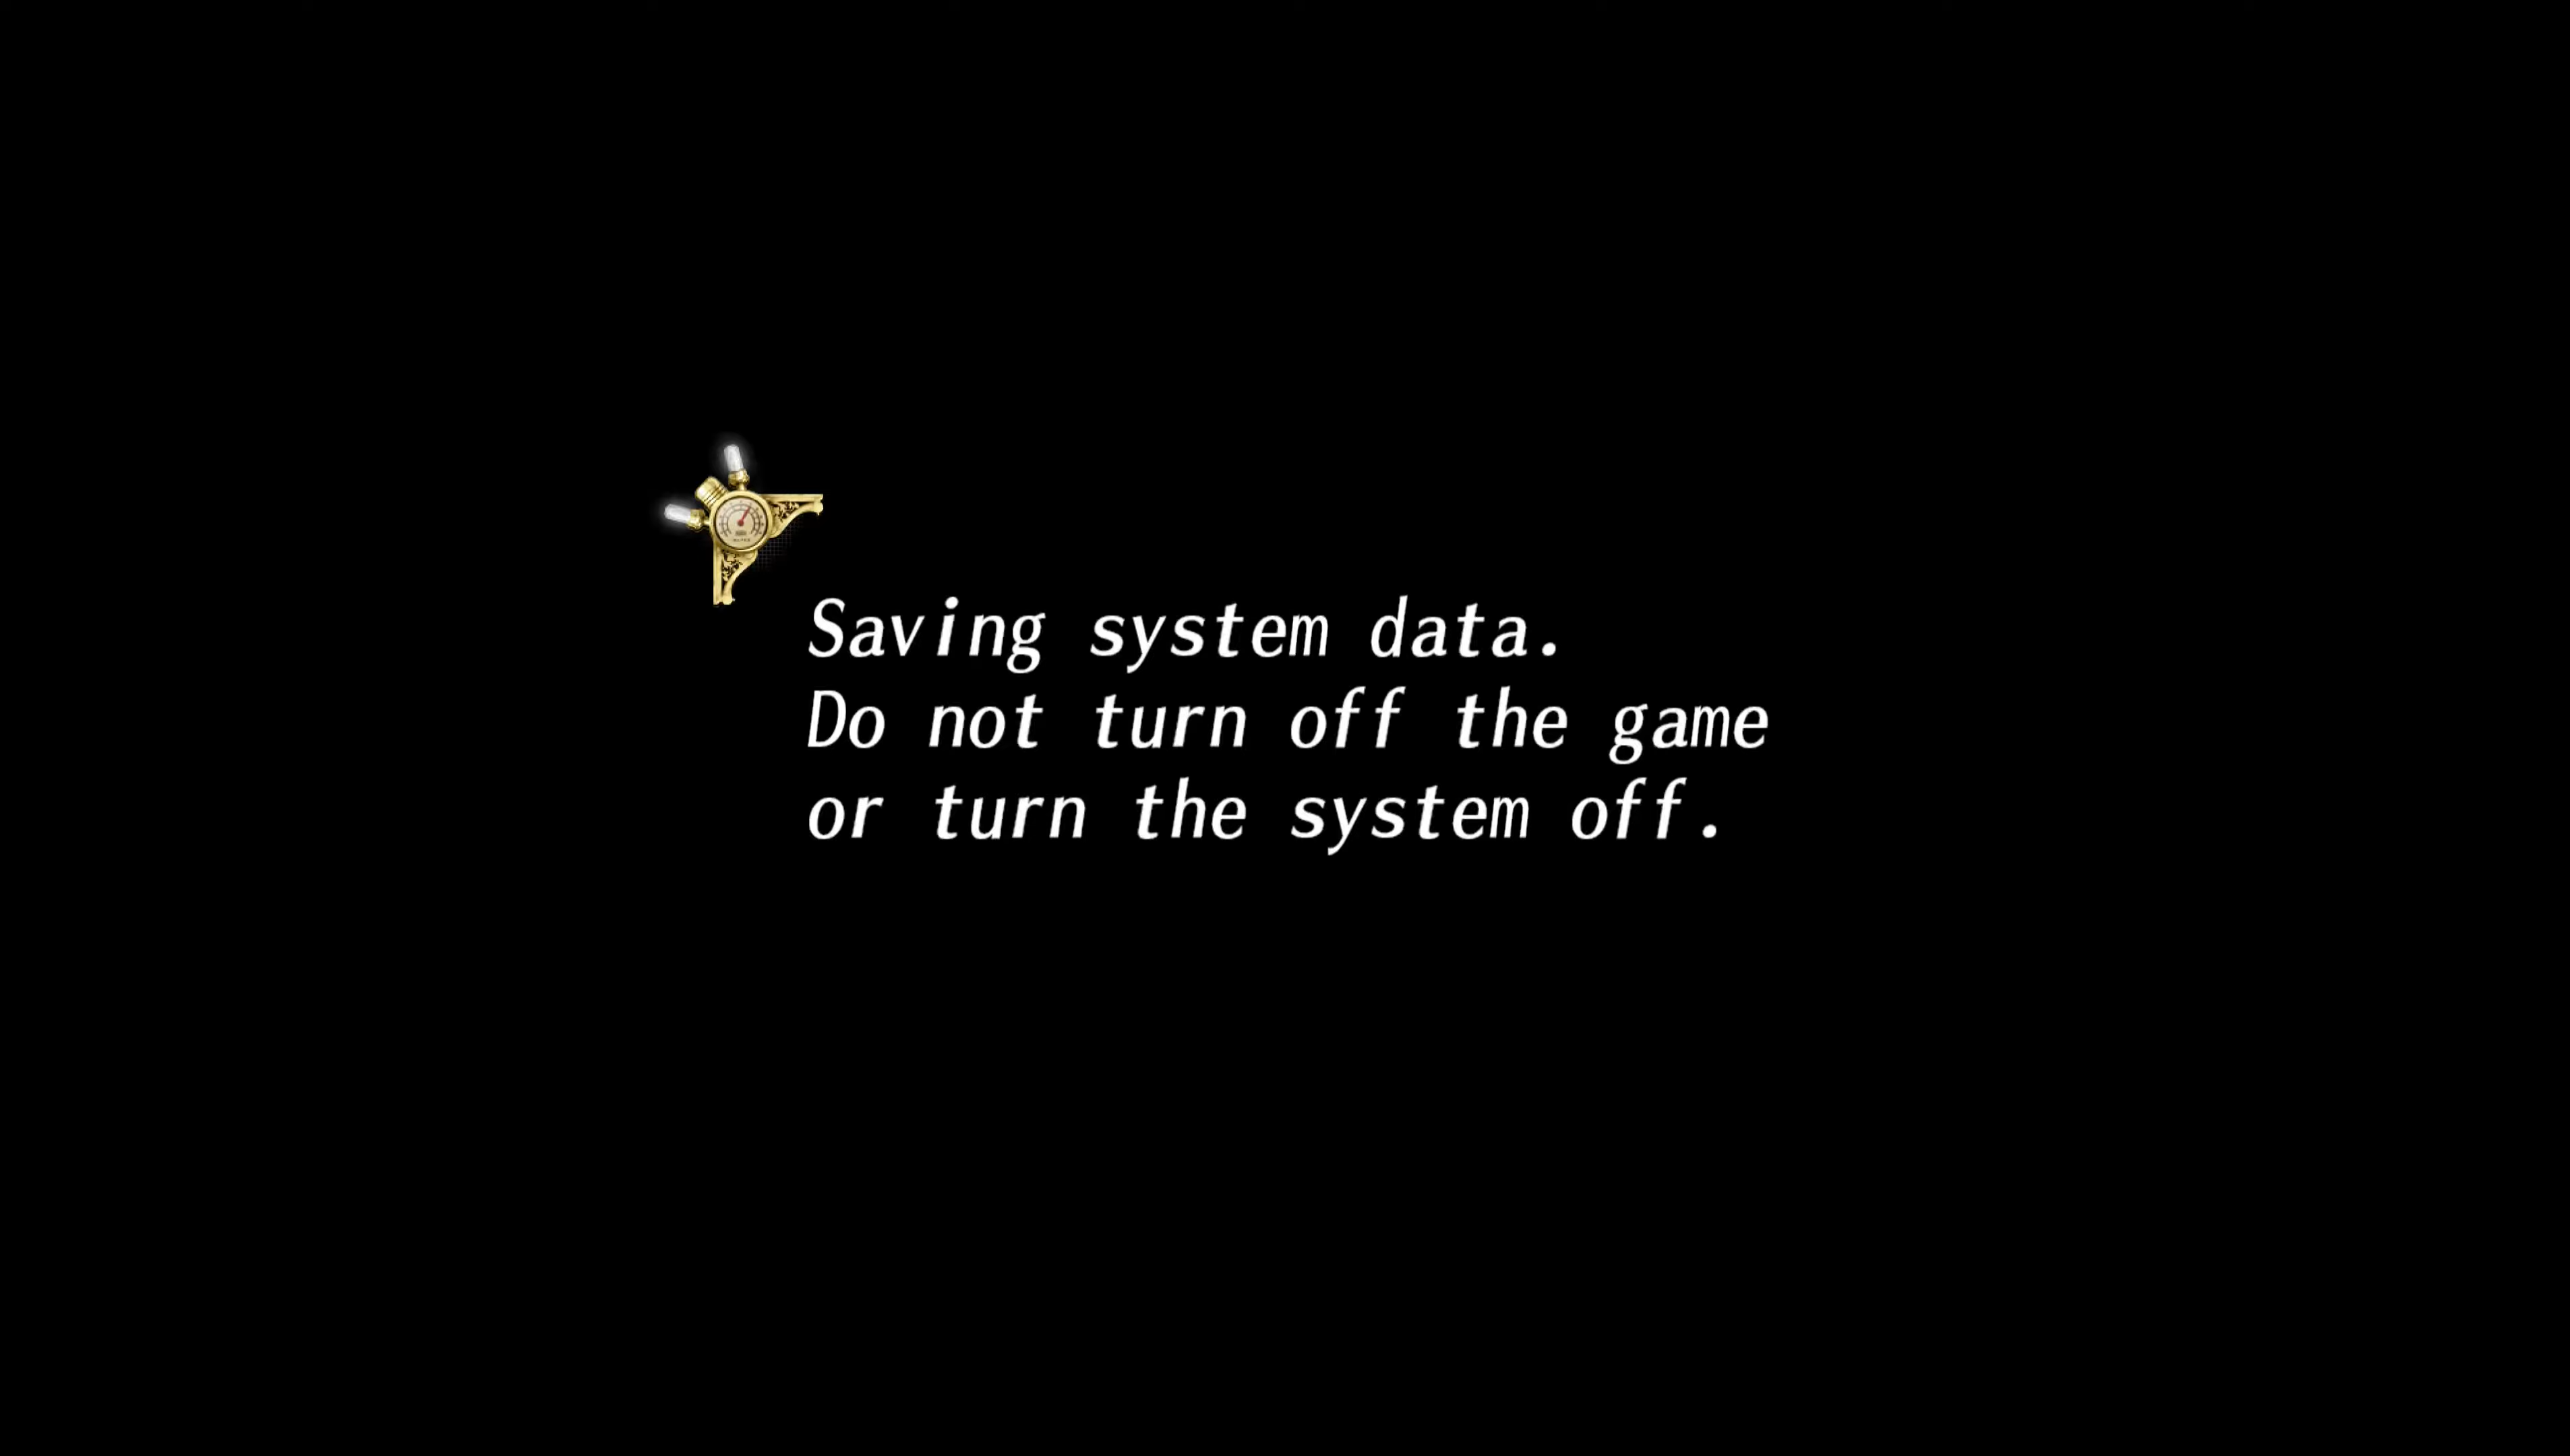 Saving system data.
Do not turn off the game
or turn the system off.